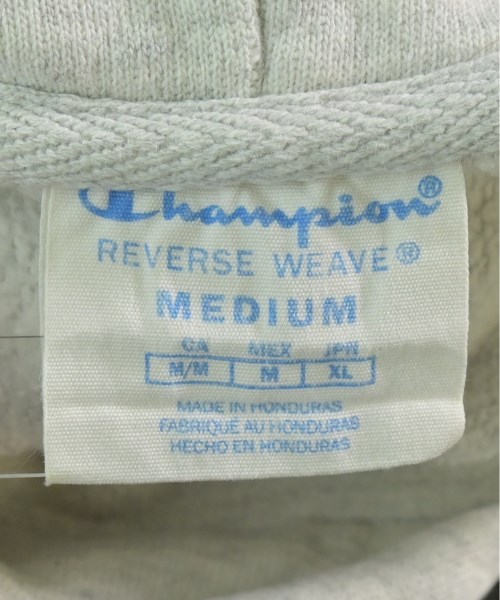 Champion®
REVERSE WEAVE®
MEDIUM
CA MEX JPN
M/M M XL
MADE IN HONDURAS
FABRIQUE AU HONDURAS
HECHO EN HONDURAS